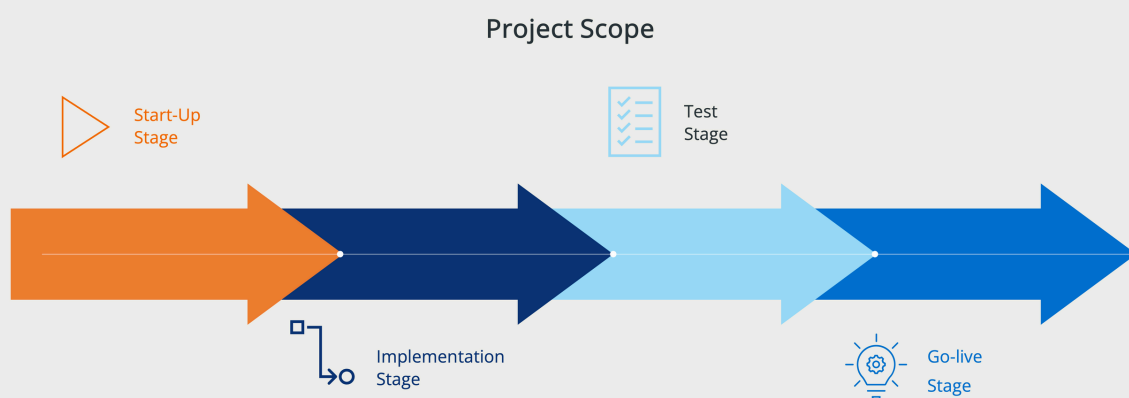 Project Scope
Start-Up
Stage
Test
Stage
Implementation
Stage
Go-live
Stage